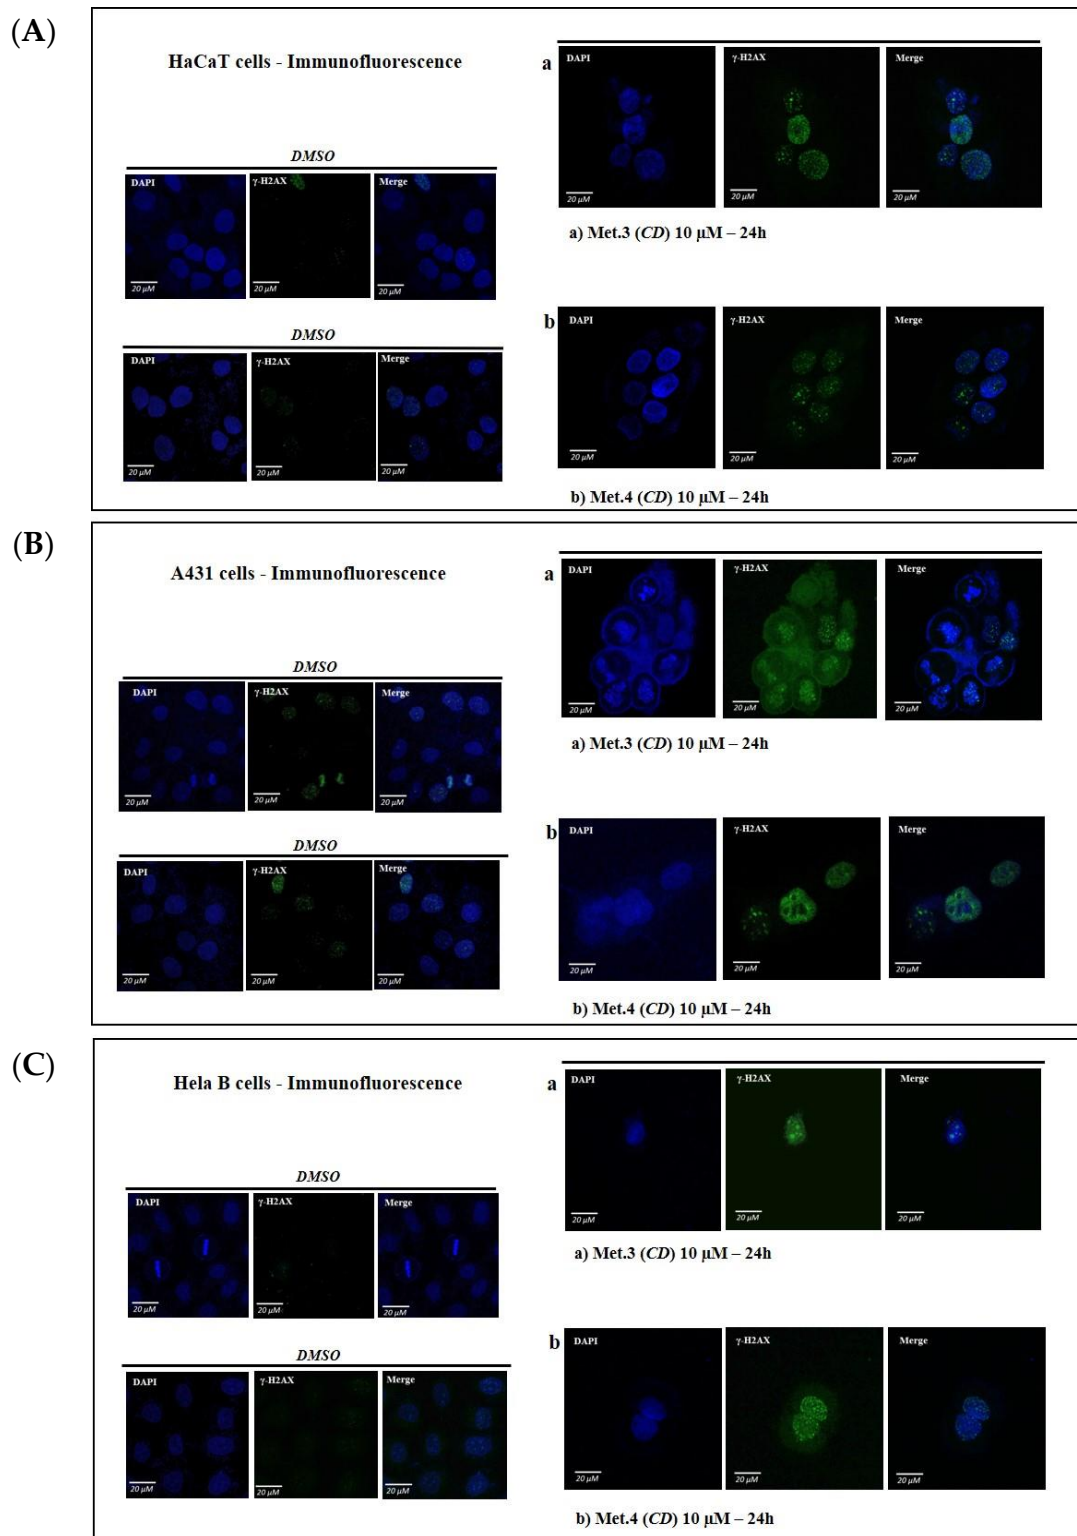 (A)
HaCaT cells - Immunofluorescence
DMSO
DAPI γ-H2AX Merge
20 µM 20 µM 20 µM
DMSO
DAPI γ-H2AX Merge
20 µM 20 µM 20 µM
a
DAPI γ-H2AX Merge
20 µM 20 µM 20 µM
a) Met.3 (CD) 10 µM – 24h
b
DAPI γ-H2AX Merge
20 µM 20 µM 20 µM
b) Met.4 (CD) 10 µM – 24h
(B)
A431 cells - Immunofluorescence
DMSO
DAPI γ-H2AX Merge
20 µM 20 µM 20 µM
DMSO
DAPI γ-H2AX Merge
20 µM 20 µM 20 µM
a
DAPI γ-H2AX Merge
20 µM 20 µM 20 µM
a) Met.3 (CD) 10 µM – 24h
b
DAPI γ-H2AX Merge
20 µM 20 µM 20 µM
b) Met.4 (CD) 10 µM – 24h
(C)
Hela B cells - Immunofluorescence
DMSO
DAPI γ-H2AX Merge
20 µM 20 µM 20 µM
DMSO
DAPI γ-H2AX Merge
20 µM 20 µM 20 µM
a
DAPI γ-H2AX Merge
20 µM 20 µM 20 µM
a) Met.3 (CD) 10 µM – 24h
b
DAPI γ-H2AX Merge
20 µM 20 µM 20 µM
b) Met.4 (CD) 10 µM – 24h